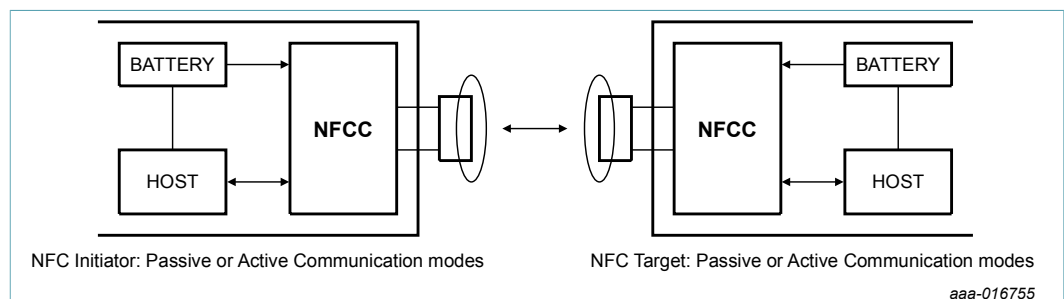 BATTERY
NFCC
HOST
BATTERY
NFCC
HOST
NFC Initiator: Passive or Active Communication modes
NFC Target: Passive or Active Communication modes
aaa-016755